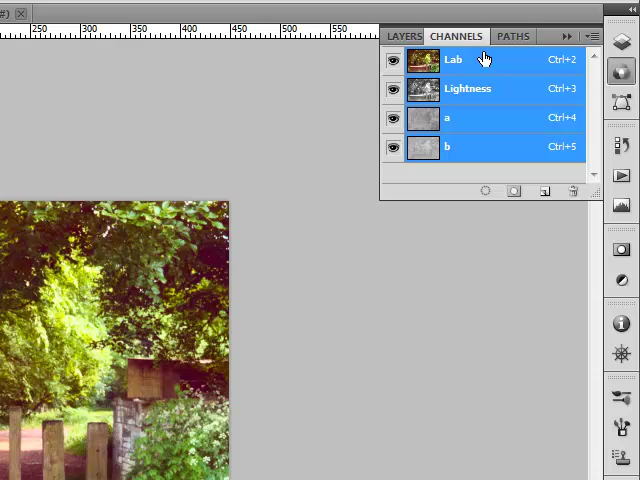 #)
250 300 350 400 450 500 550
LAYERS CHANNELS PATHS
Lab Ctrl+2
Lightness Ctrl+3
a Ctrl+4
b Ctrl+5